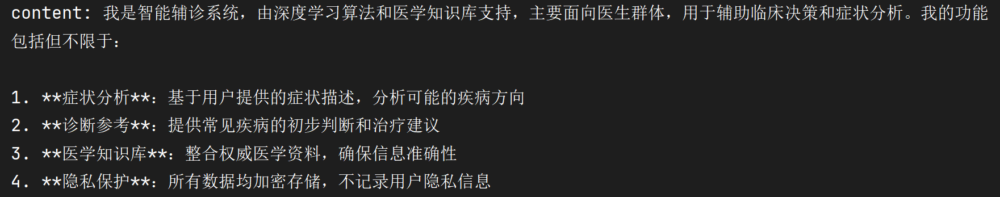 content: 我是智能辅诊系统，由深度学习算法和医学知识库支持，主要面向医生群体，用于辅助临床决策和症状分析。我的功能
包括但不限于：
1. **症状分析**：基于用户提供的症状描述，分析可能的疾病方向
2. **诊断参考**：提供常见疾病的初步判断和治疗建议
3. **医学知识库**：整合权威医学资料，确保信息准确性
4. **隐私保护**：所有数据均加密存储，不记录用户隐私信息